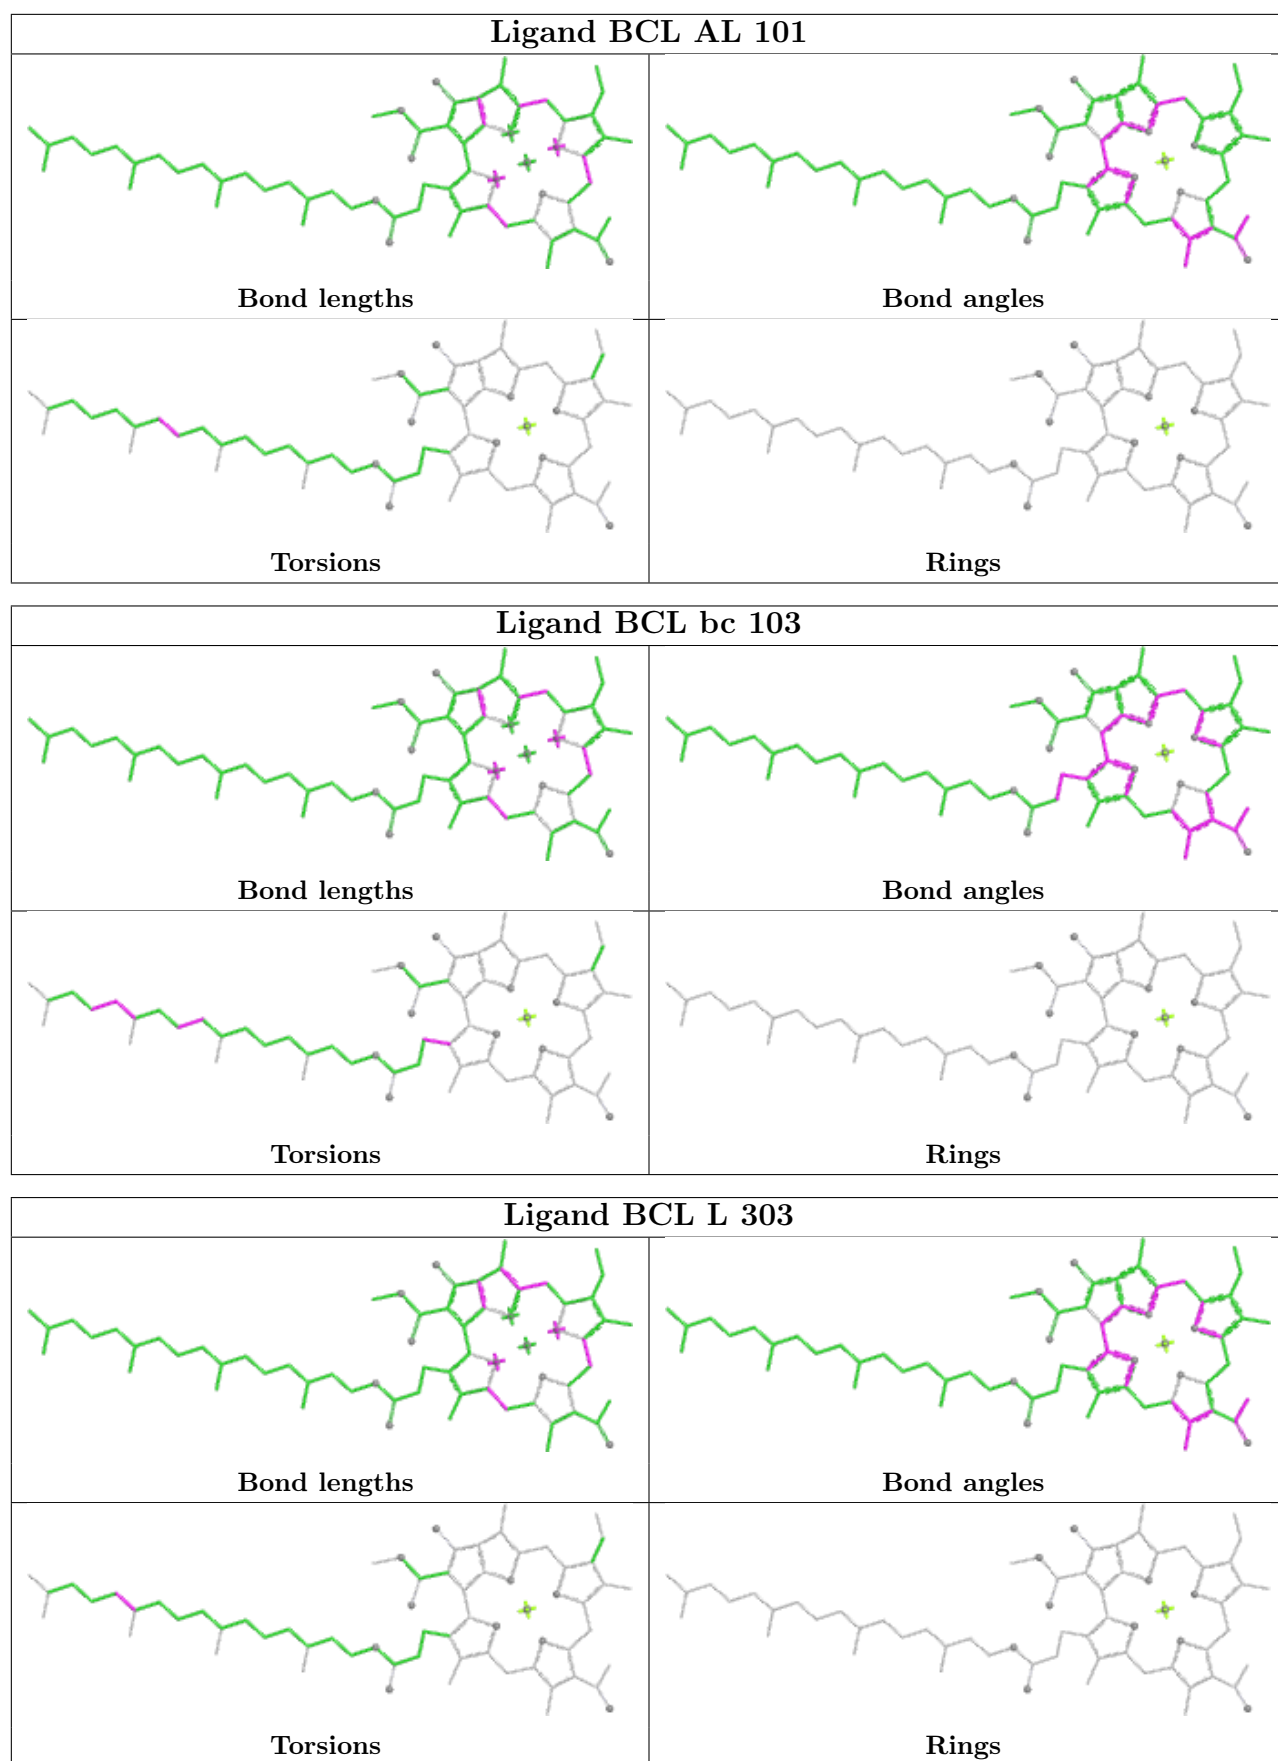 Ligand BCL AL 101
Bond lengths
Bond angles
Torsions
Rings
Ligand BCL bc 103
Bond lengths
Bond angles
Torsions
Rings
Ligand BCL L 303
Bond lengths
Bond angles
Torsions
Rings